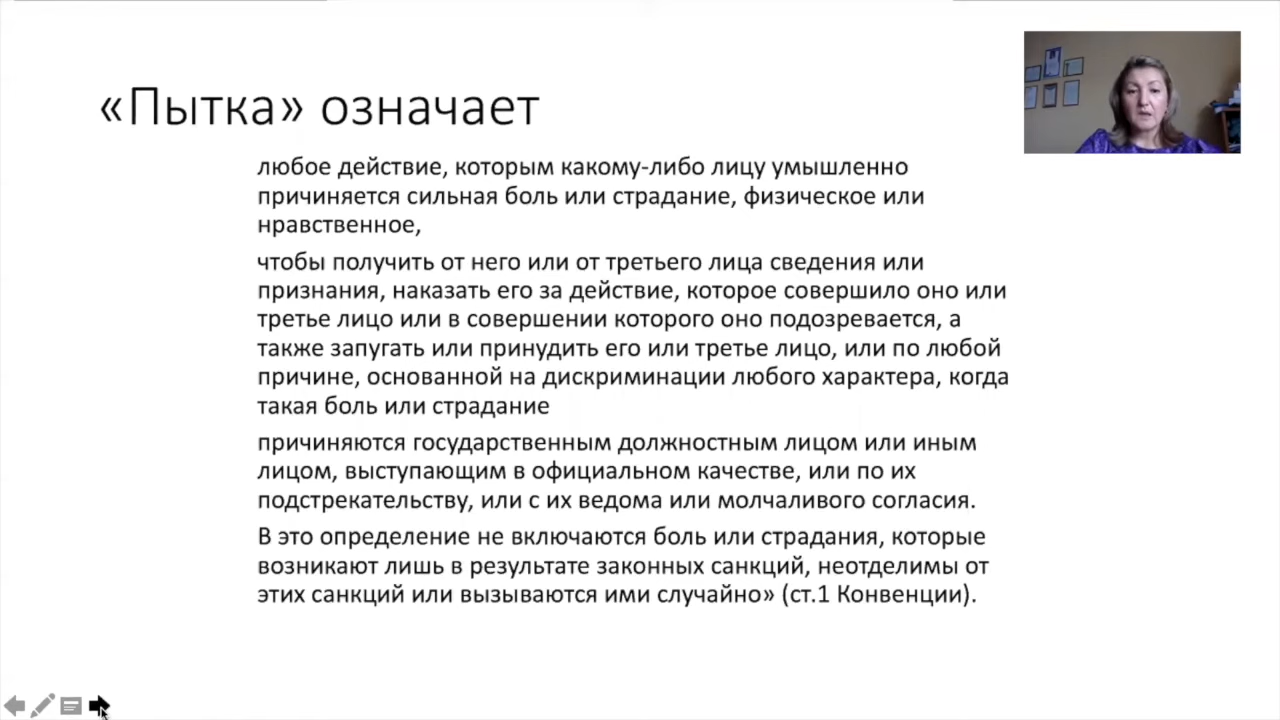 «Пытка» означает
любое действие, которым какому-либо лицу умышленно
причиняется сильная боль или страдание, физическое или
нравственное,
чтобы получить от него или от третьего лица сведения или
признания, наказать его за действие, которое совершило оно или
третье лицо или в совершении которого оно подозревается, а
также запугать или принудить его или третье лицо, или по любой
причине, основанной на дискриминации любого характера, когда
такая боль или страдание
причиняются государственным должностным лицом или иным
лицом, выступающим в официальном качестве, или по их
подстрекательству, или с их ведома или молчаливого согласия.
В это определение не включаются боль или страдания, которые
возникают лишь в результате законных санкций, неотделимы от
этих санкций или вызываются ими случайно» (ст.1 Конвенции).